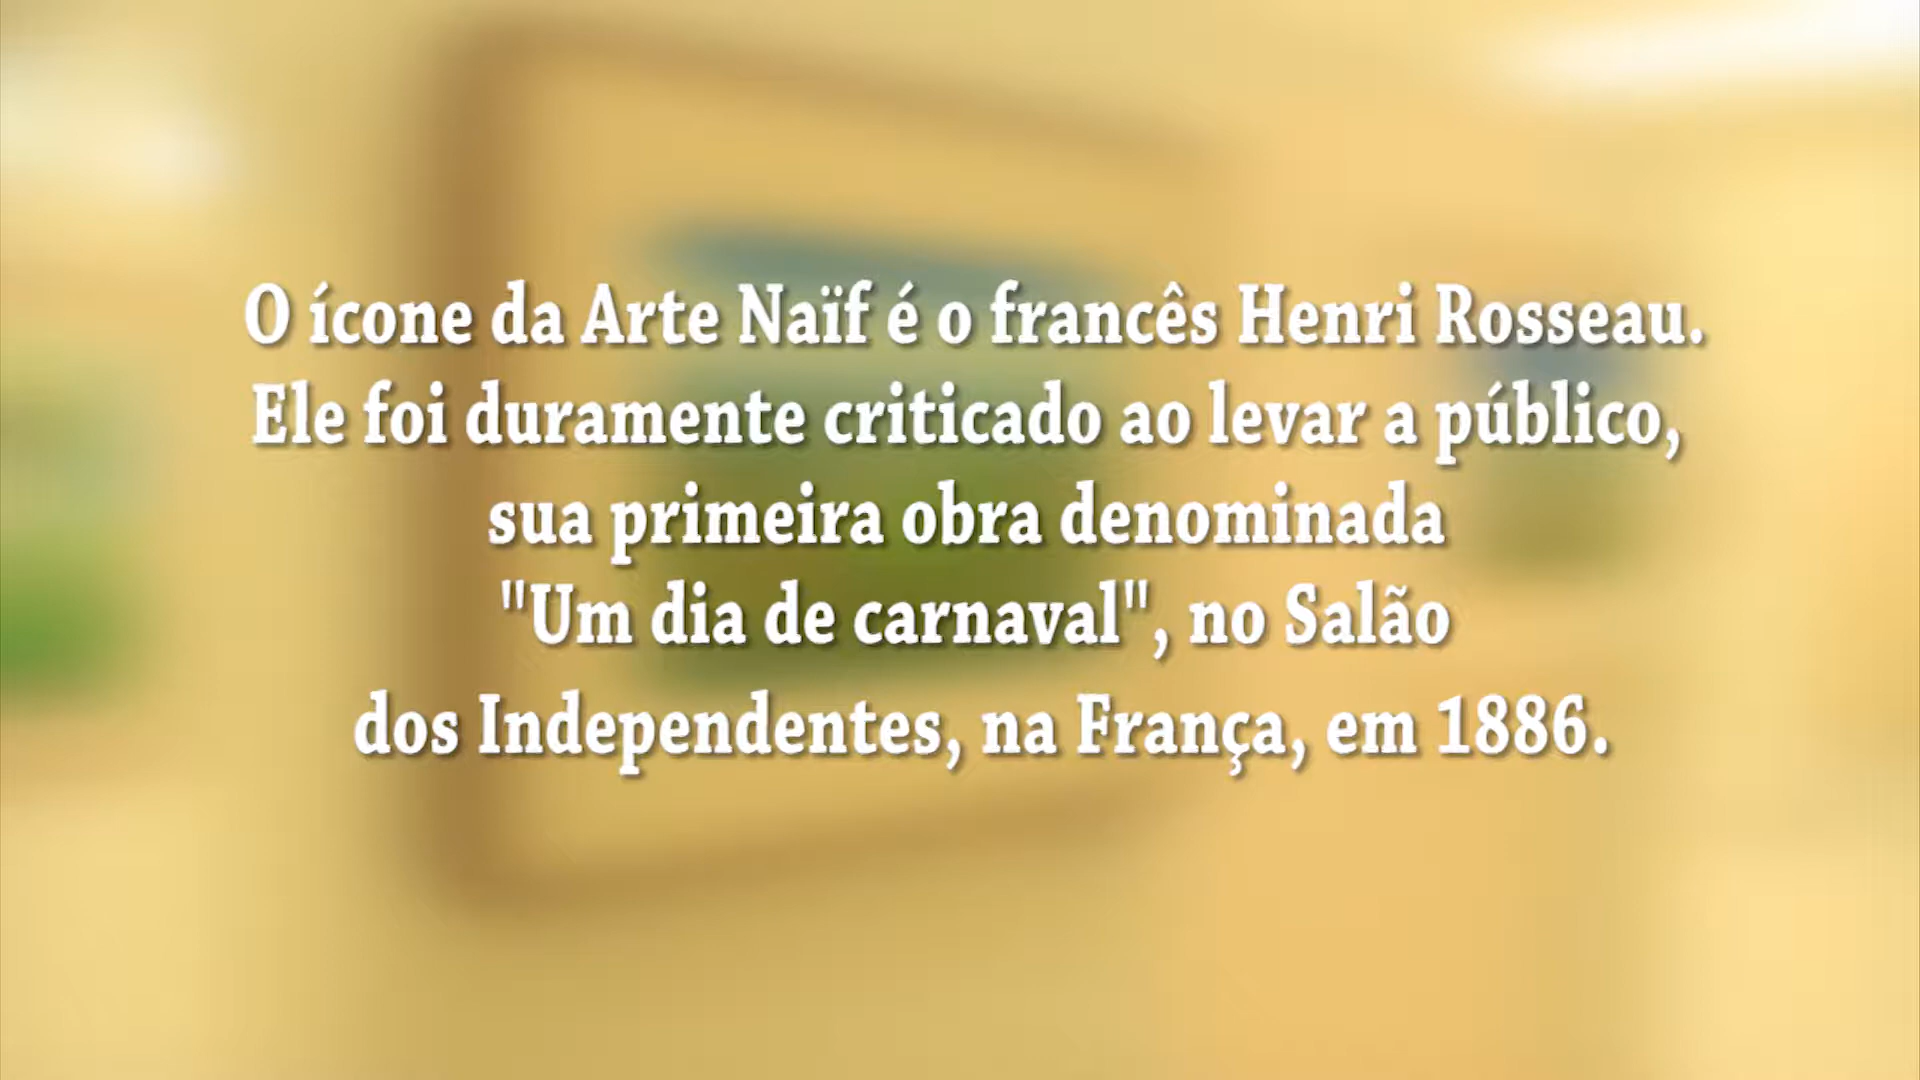 O ícone da Arte Naïf é o francês Henri Rosseau.
Ele foi duramente criticado ao levar a público,
sua primeira obra denominada
"Um dia de carnaval", no Salão
dos Independentes, na França, em 1886.